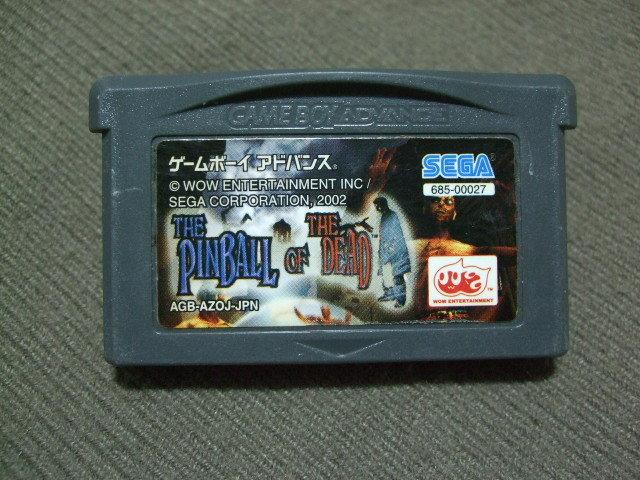 GAME BOY ADVANCE
ゲームボーイ アドバンス®
© WOW ENTERTAINMENT INC /
SEGA CORPORATION, 2002
SEGA®
685-00027
THE PINBALL OF THE DEAD™
WOW ENTERTAINMENT
AGB-AZOJ-JPN